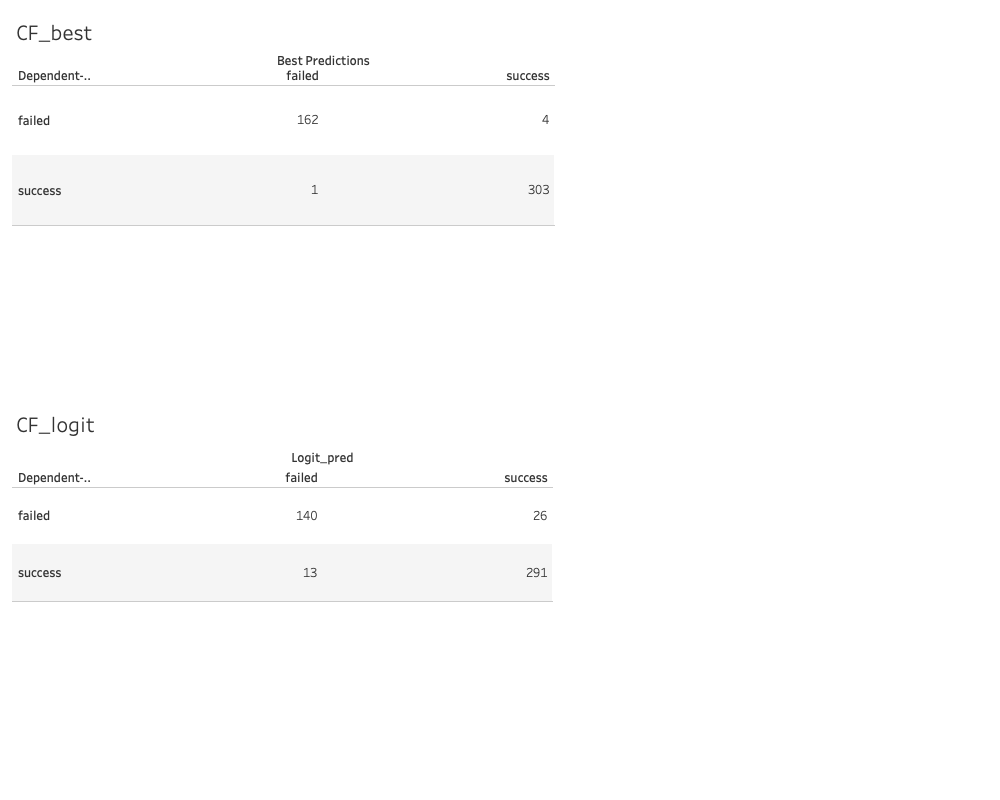 CF_best
Best Predictions
Dependent-.. failed success
failed 162 4
success 1 303
CF_logit
Logit_pred
Dependent-.. failed success
failed 140 26
success 13 291